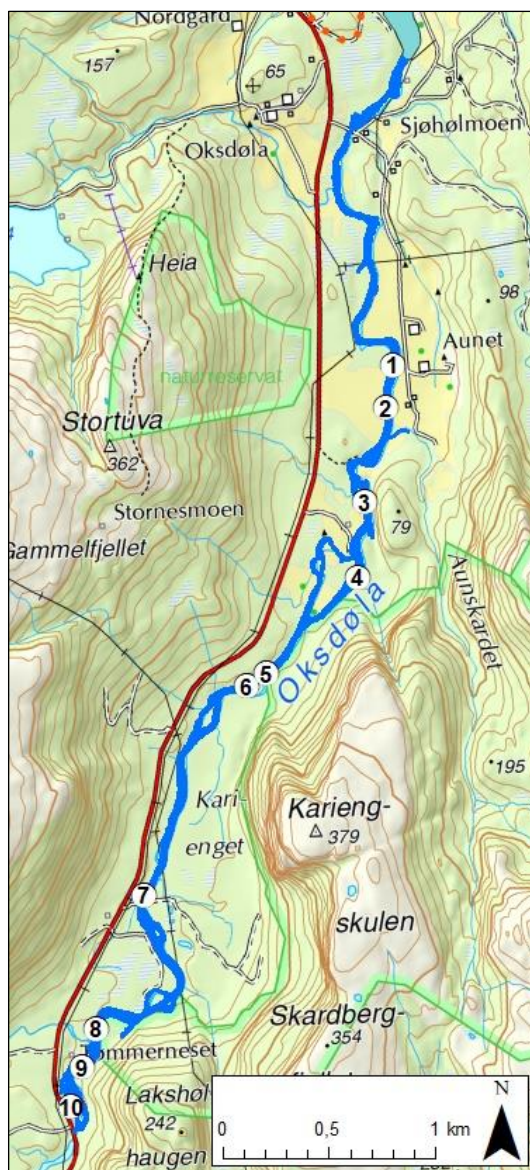 Nordgard
157
65
Oksdøla
Sjøhølmoen
Heia
98
naturreservat
1
Aunet
2
Stortuva
362
3
Stornesmoen
79
Gammelfjellet
4
Aunskardet
Oksdøla
5
6
195
Kari-
enget
Karieng-
379
7
skulen
Skardberg-
354
8
Tømmerneset
9
10
Lakshøl-
242
haugen
N
0
0,5
1 km